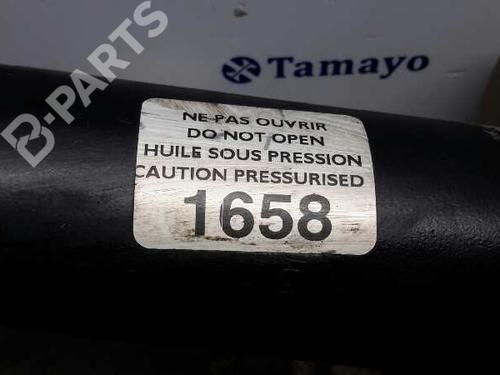 B-PARTS
Tamayo
NE PAS OUVRIR
DO NOT OPEN
HUILE SOUS PRESSION
CAUTION PRESSURISED
1658